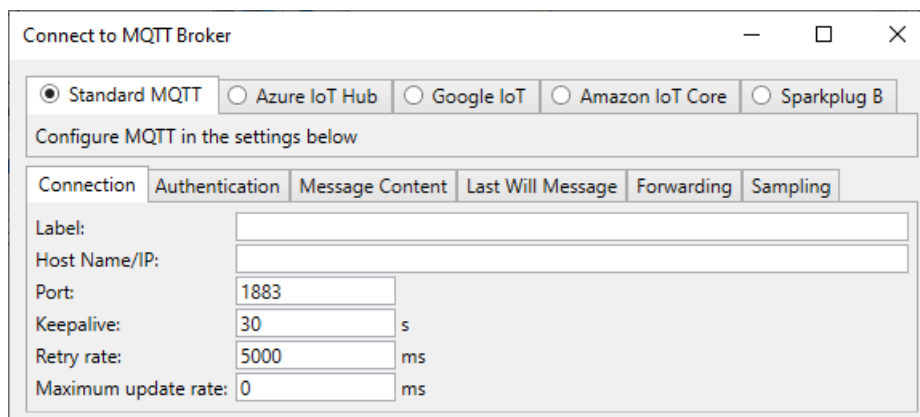 Connect to MQTT Broker
Standard MQTT Azure IoT Hub Google IoT Amazon IoT Core Sparkplug B
Configure MQTT in the settings below
Connection Authentication Message Content Last Will Message Forwarding Sampling
Label:
Host Name/IP:
Port: 1883
Keepalive: 30 s
Retry rate: 5000 ms
Maximum update rate: 0 ms